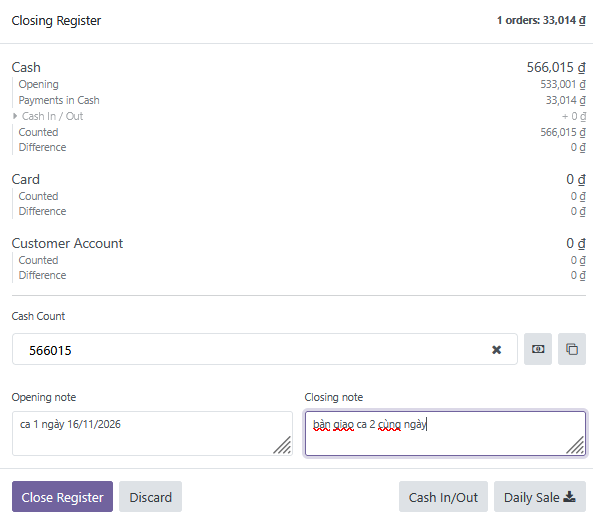 Closing Register
1 orders: 33,014 ₫
Cash 566,015 ₫
Opening 533,001 ₫
Payments in Cash 33,014 ₫
Cash In / Out + 0 ₫
Counted 566,015 ₫
Difference 0 ₫
Card 0 ₫
Counted 0 ₫
Difference 0 ₫
Customer Account 0 ₫
Counted 0 ₫
Difference 0 ₫
Cash Count
566015
Opening note
ca 1 ngày 16/11/2026
Closing note
bàn giao ca 2 cùng ngày
Close Register
Discard
Cash In/Out
Daily Sale